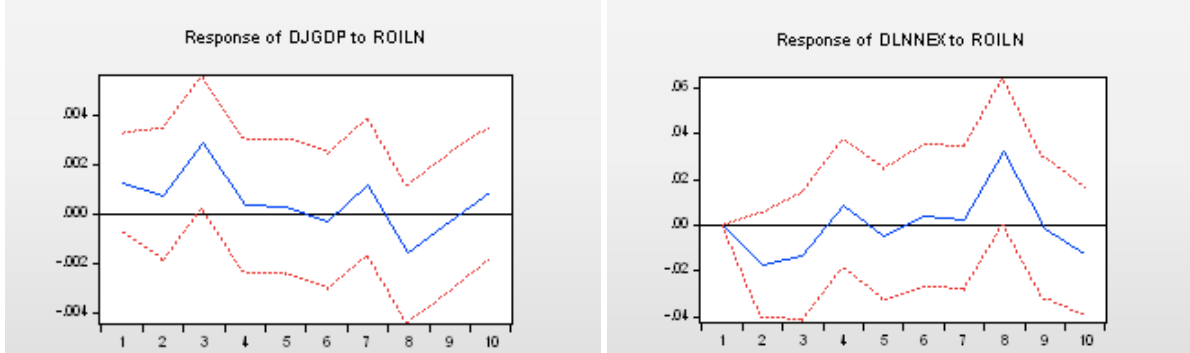 Response of DJGDP to ROILN
.004
.002
.000
-.002
-.004
1 2 3 4 5 6 7 8 9 10
Response of DLNNEX to ROILN
.06
.04
.02
.00
-.02
-.04
1 2 3 4 5 6 7 8 9 10